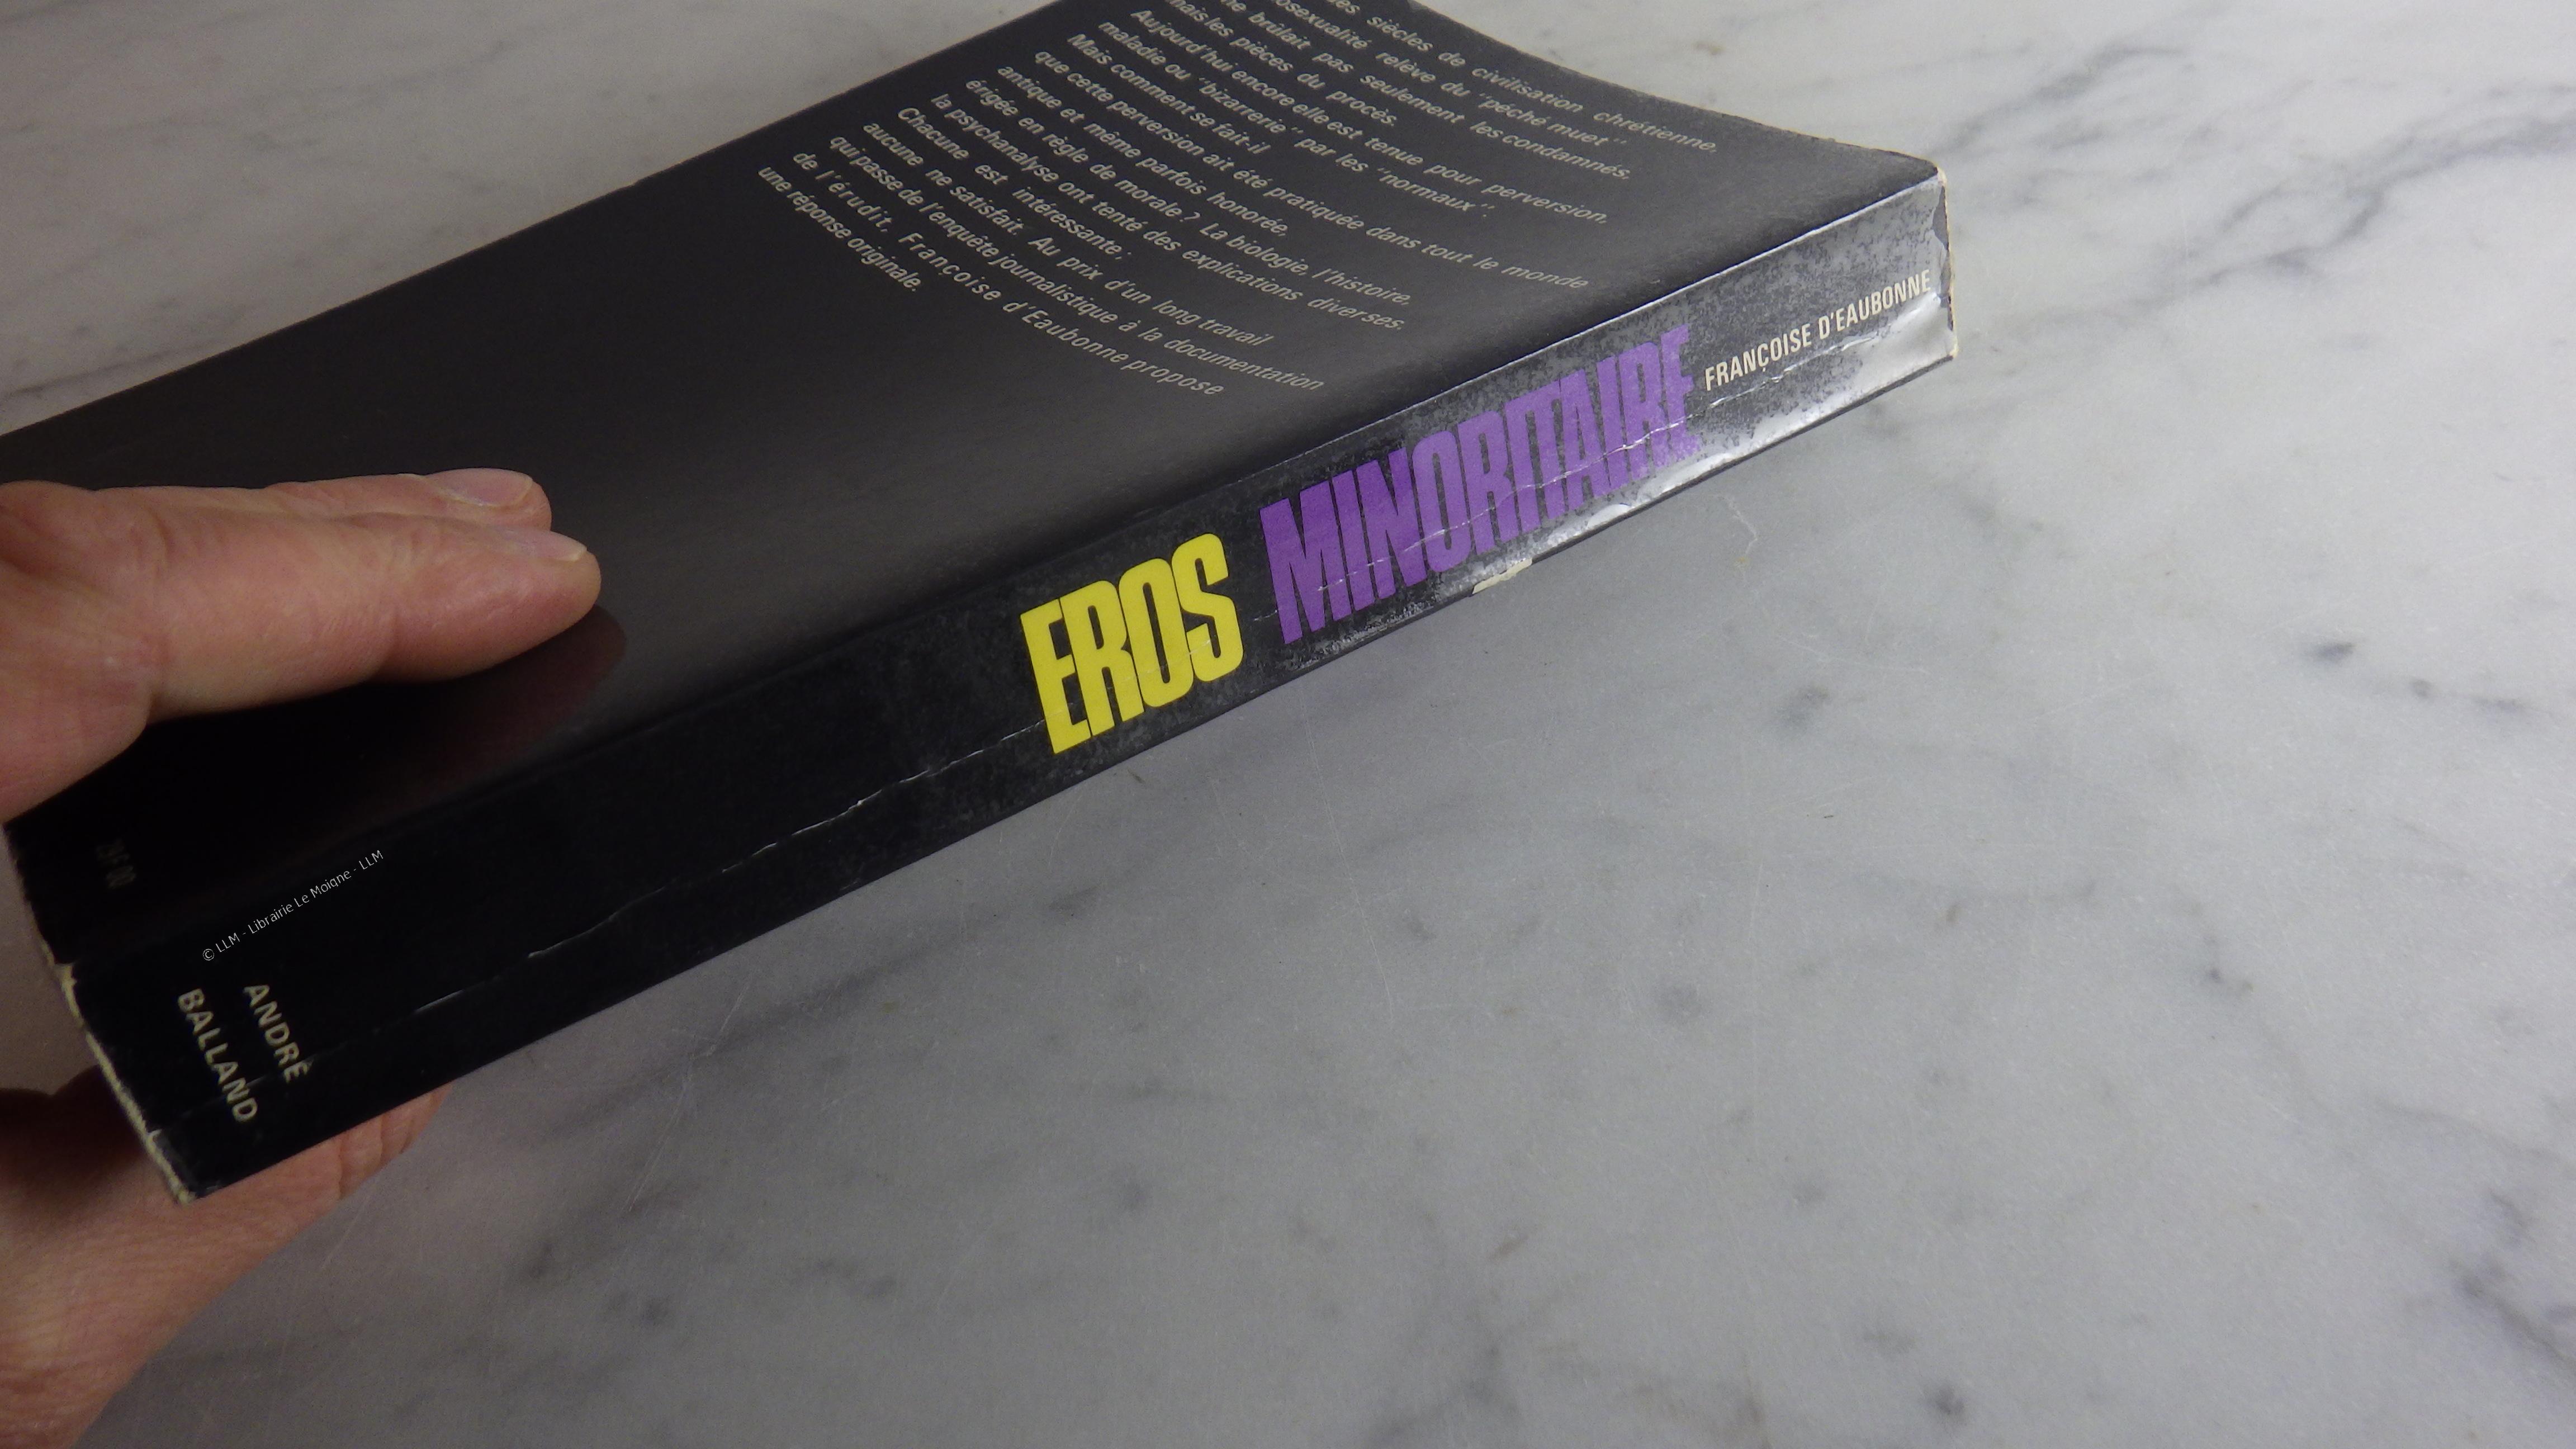 des siècles de civilisation chrétienne,
relève du "péché muet"
brûlait pas seulement les condamnés,
mais les pièces du procès.
Aujourd'hui encore elle est tenue pour perversion,
maladie ou "bizarrerie" par les "normaux".
Mais comment se fait-il
que cette perversion ait été pratiquée dans tout le monde
antique et même parfois honorée,
érigée en règle de morale ? La biologie, l'histoire,
la psychanalyse ont tenté des explications diverses.
Chacune est intéressante ;
aucune ne satisfait. Au prix d'un long travail
qui passe de l'enquête journalistique à la documentation
de l'érudit, Françoise d'Eaubonne propose
une réponse originale.
EROS MINORITAIRE FRANÇOISE D'EAUBONNE
© LLM - Librairie Le Moigne - LLM
ANDRÉ
BALLAND